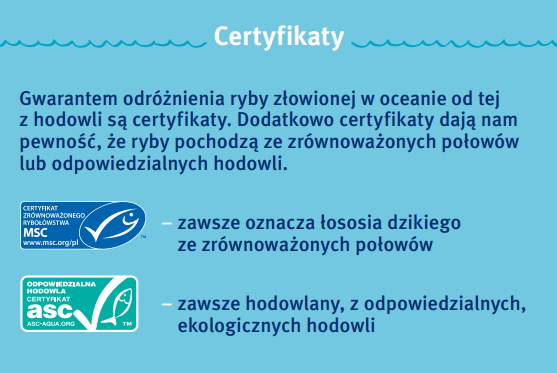 Certyfikaty
Gwarantem odróżnienia ryby złowionej w oceanie od tej
z hodowli są certyfikaty. Dodatkowo certyfikaty dają nam
pewność, że ryby pochodzą ze zrównoważonych połowów
lub odpowiedzialnych hodowli.
CERTYFIKAT
ZRÓWNOWAŻONEGO
RYBOŁÓWSTWA
MSC
www.msc.org/pl
TM
– zawsze oznacza łososia dzikiego
ze zrównoważonych połowów
ODPOWIEDZIALNA
HODOWLA
CERTYFIKAT
asc
ASC-AQUA.ORG
TM
– zawsze hodowlany, z odpowiedzialnych,
ekologicznych hodowli